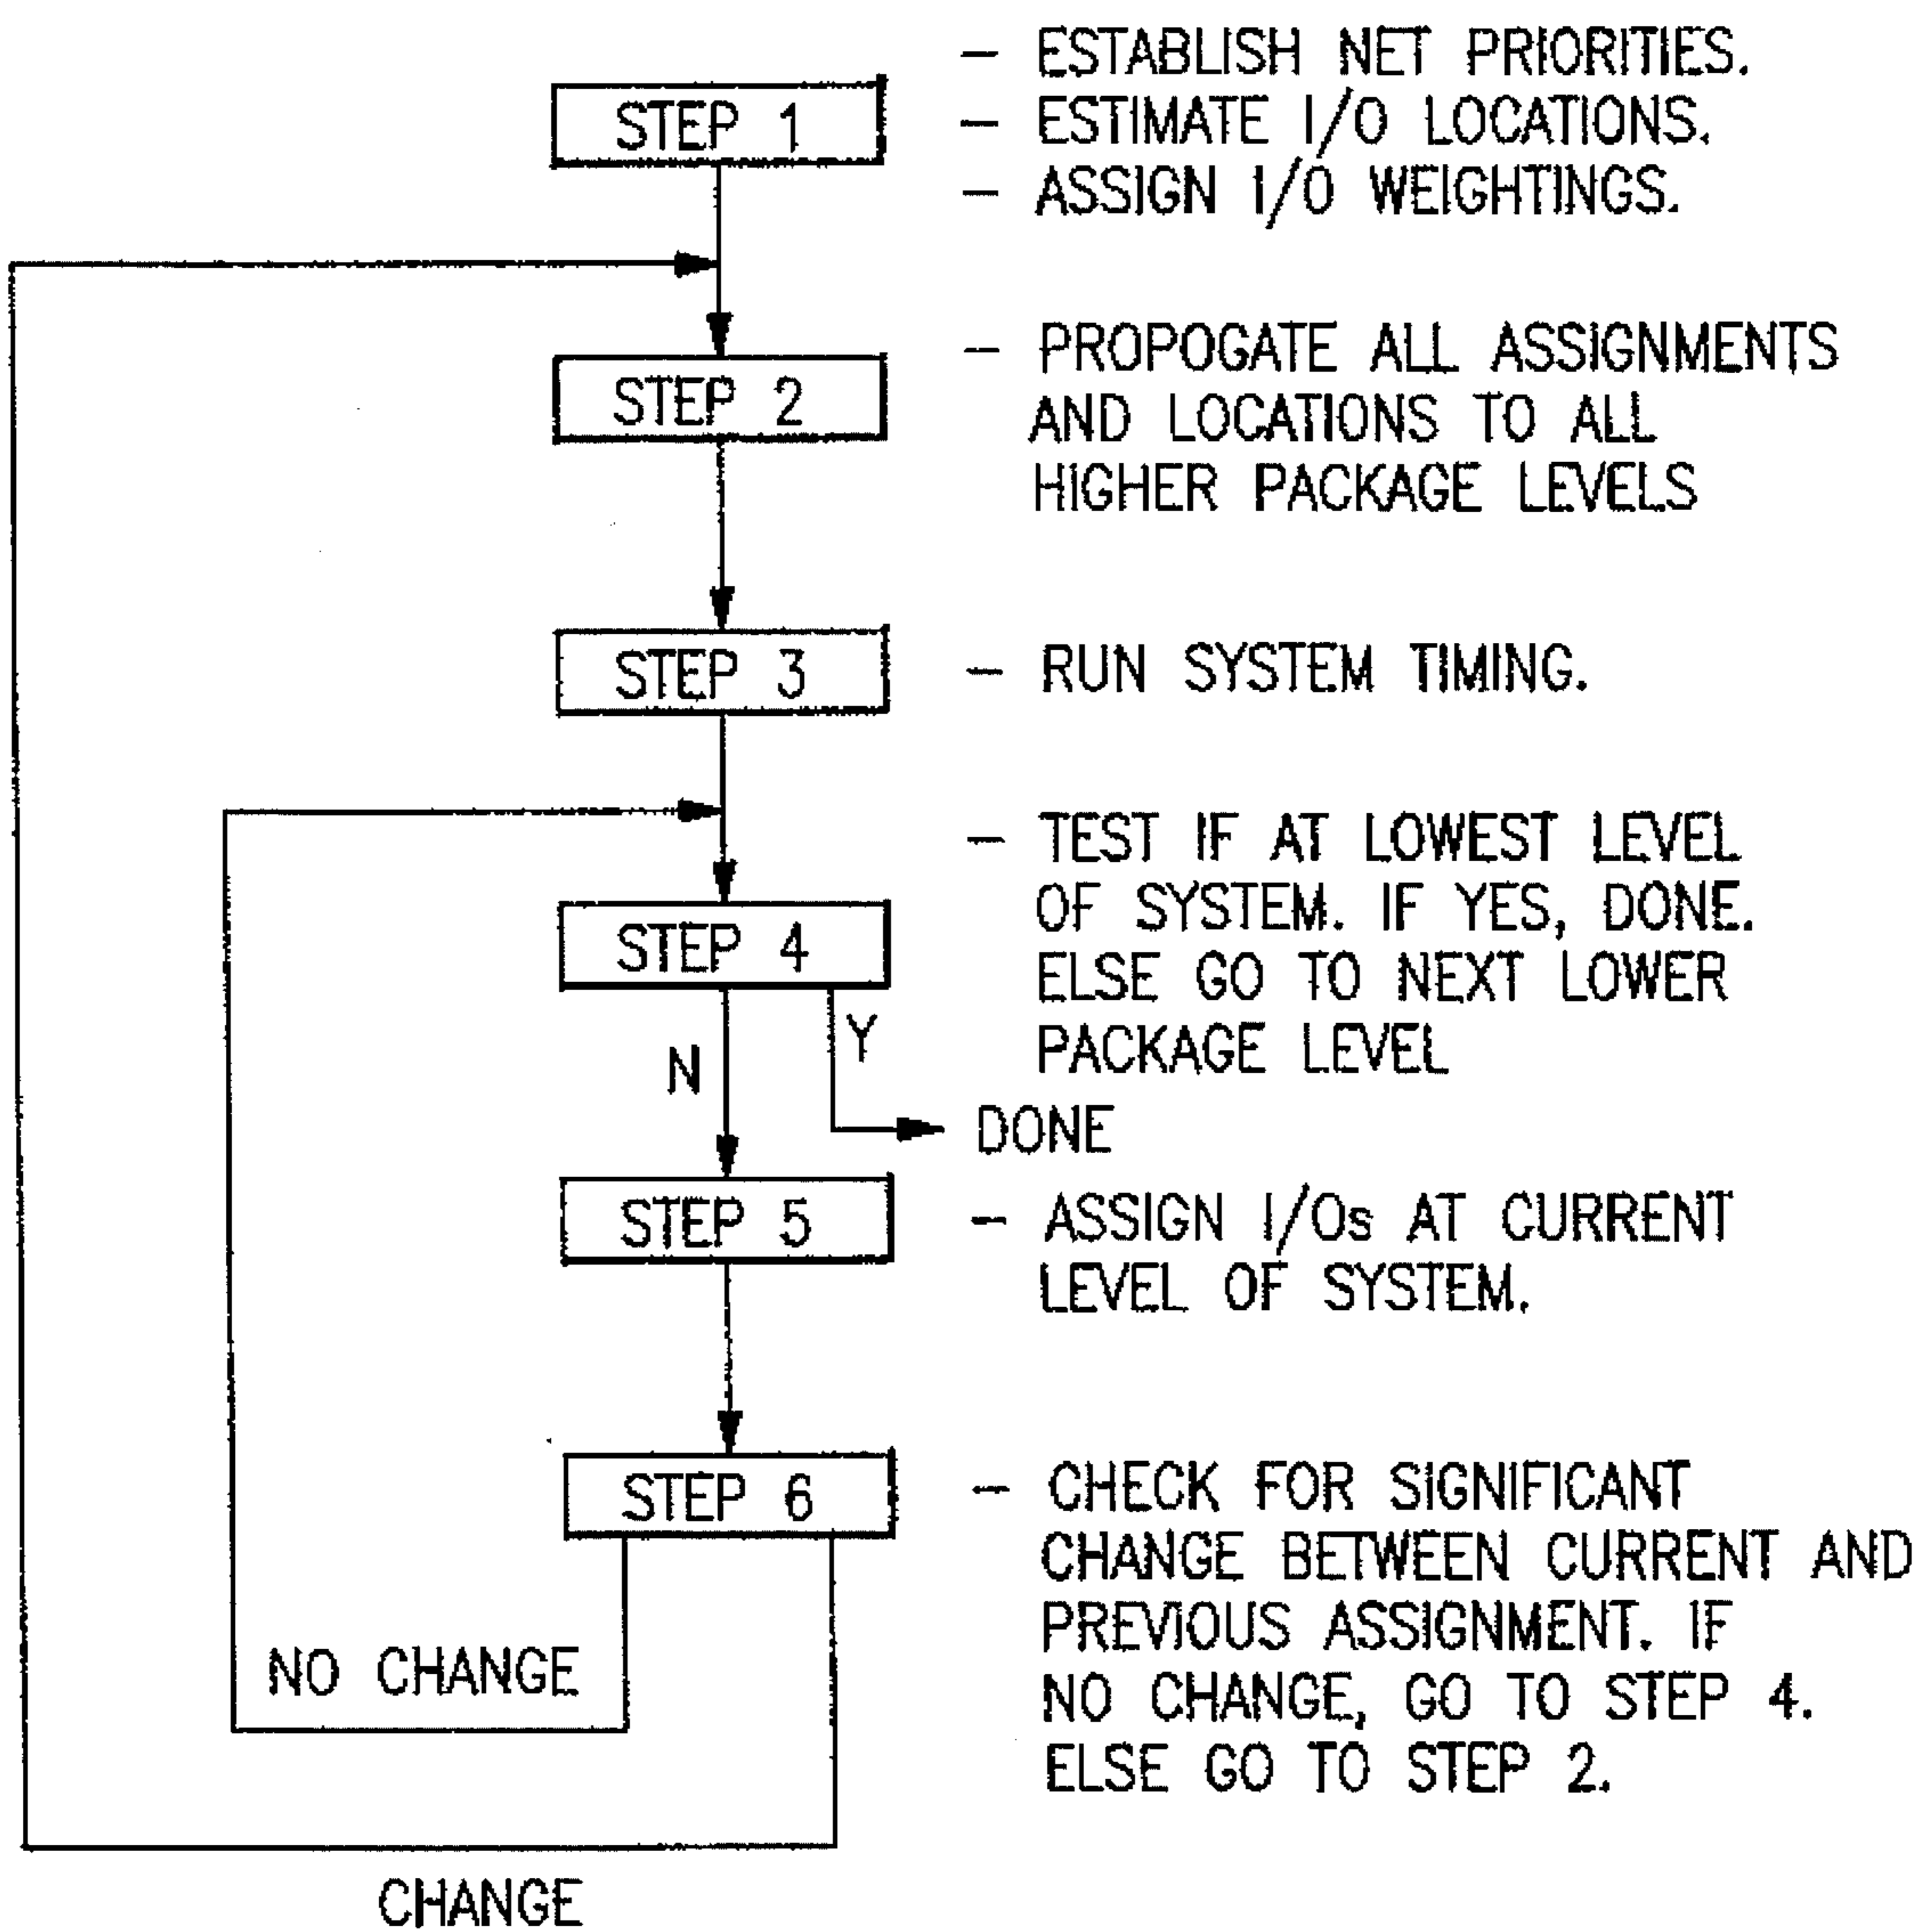 STEP 1
- ESTABLISH NET PRIORITIES.
- ESTIMATE I/O LOCATIONS.
- ASSIGN I/O WEIGHTINGS.
STEP 2
- PROPOGATE ALL ASSIGNMENTS
AND LOCATIONS TO ALL
HIGHER PACKAGE LEVELS
STEP 3
- RUN SYSTEM TIMING.
STEP 4
- TEST IF AT LOWEST LEVEL
OF SYSTEM. IF YES, DONE.
ELSE GO TO NEXT LOWER
PACKAGE LEVEL
N
Y
DONE
STEP 5
- ASSIGN I/Os AT CURRENT
LEVEL OF SYSTEM.
STEP 6
- CHECK FOR SIGNIFICANT
CHANGE BETWEEN CURRENT AND
PREVIOUS ASSIGNMENT. IF
NO CHANGE, GO TO STEP 4.
ELSE GO TO STEP 2.
NO CHANGE
CHANGE